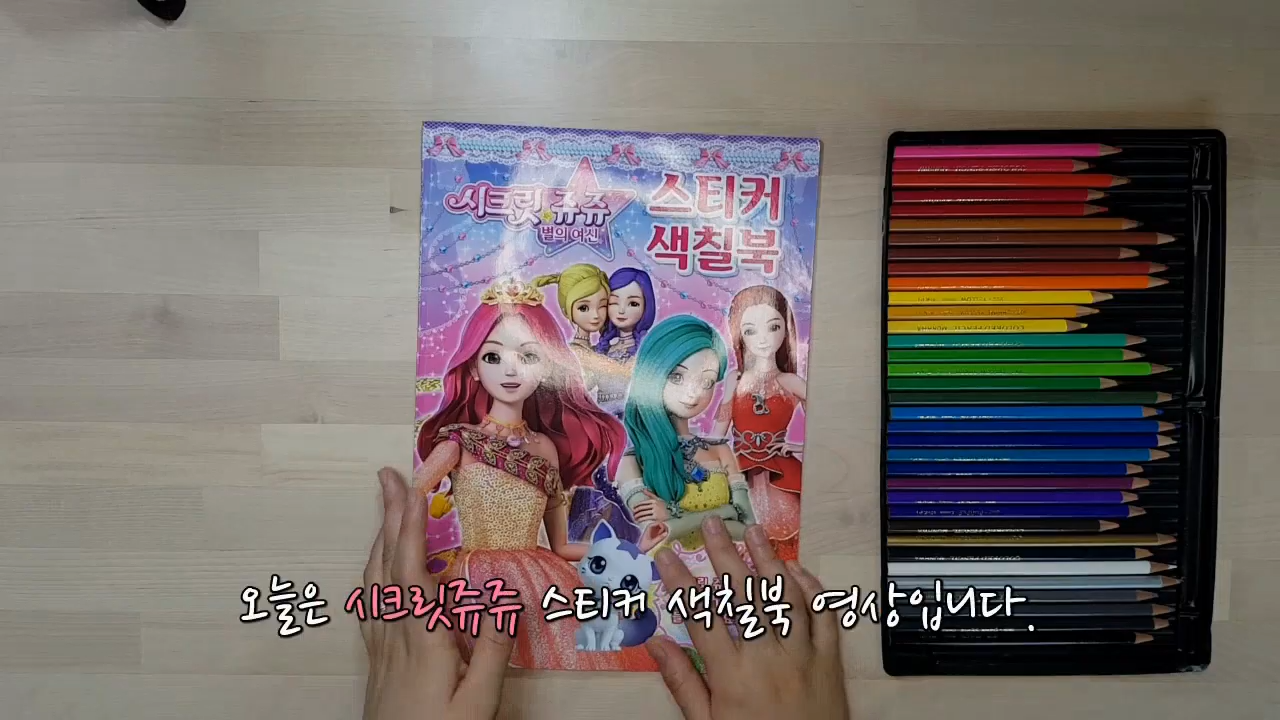 시크릿 쥬쥬
별의 여신
스티커
색칠북
오늘은 시크릿쥬쥬 스티커 색칠북 영상입니다.